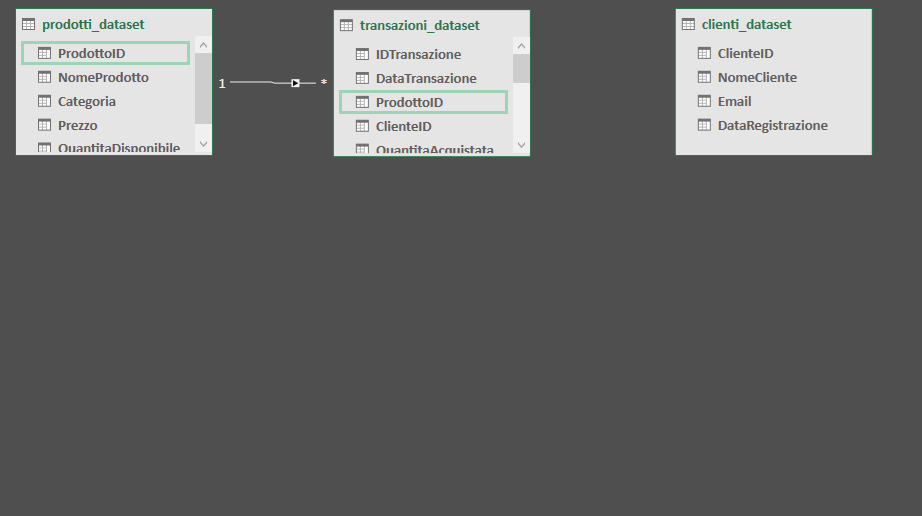 prodotti_dataset
ProdottoID
NomeProdotto
Categoria
Prezzo
QuantitaDisponibile
1
*
transazioni_dataset
IDTransazione
DataTransazione
ProdottoID
ClienteID
QuantitaAcquistata
clienti_dataset
ClienteID
NomeCliente
Email
DataRegistrazione